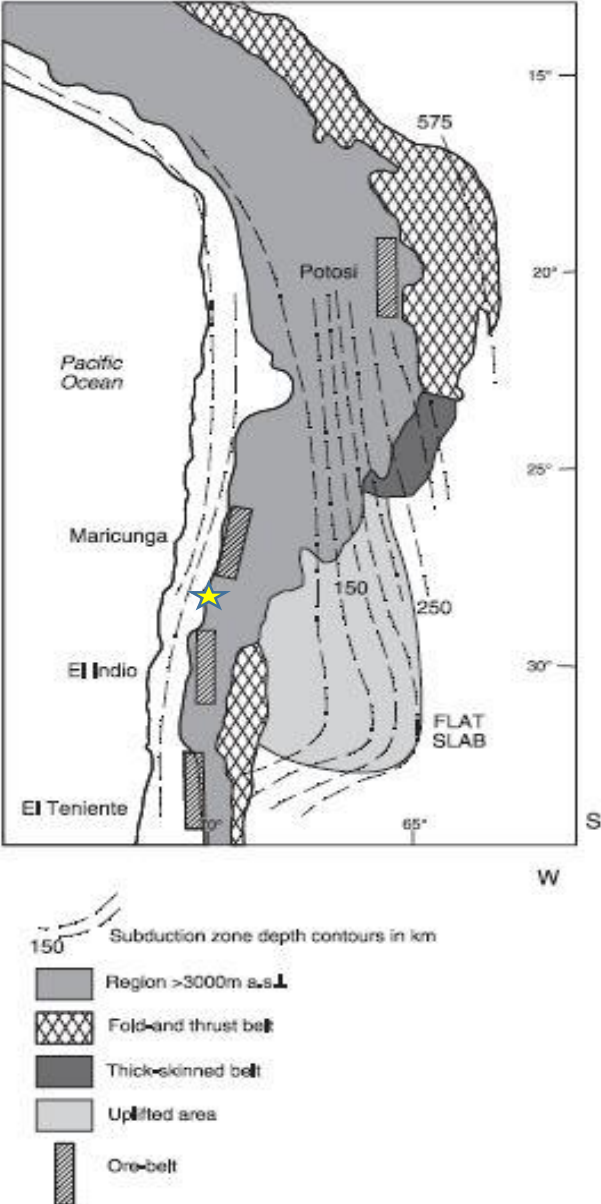 15°
575
Potosi
20°
Pacific
Ocean
25°
Maricunga
150
250
30°
El Indio
FLAT
SLAB
El Teniente
70°
65°
S
W
150
Subduction zone depth contours in km
Region >3000m a.s.l
Fold-and thrust belt
Thick-skinned belt
Uplifted area
Ore-belt